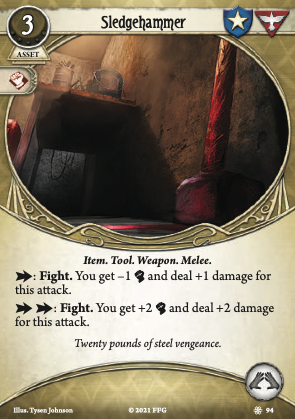 3
Sledgehammer
ASSET
Item. Tool. Weapon. Melee.
: Fight. You get –1 and deal +1 damage for
this attack.
: Fight. You get +2 and deal +2 damage for
this attack.
Twenty pounds of steel vengeance.
Illus. Tysen Johnson
© 2021 FFG
94